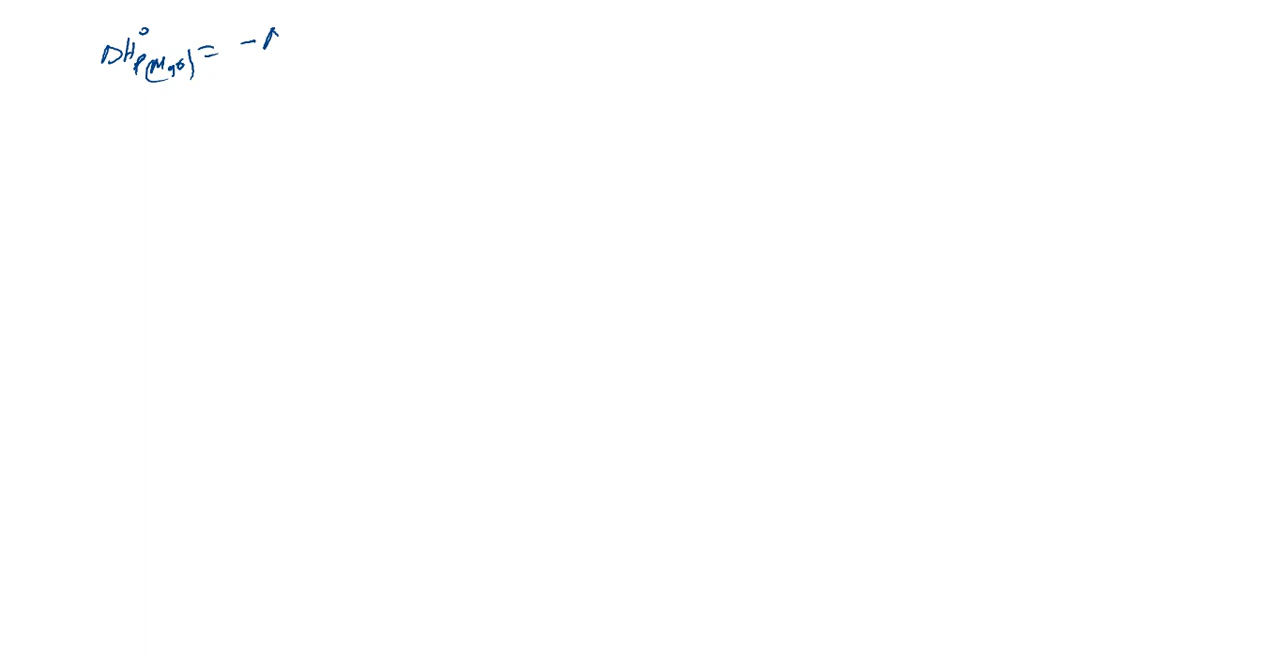 ΔH°f(MgO) = -